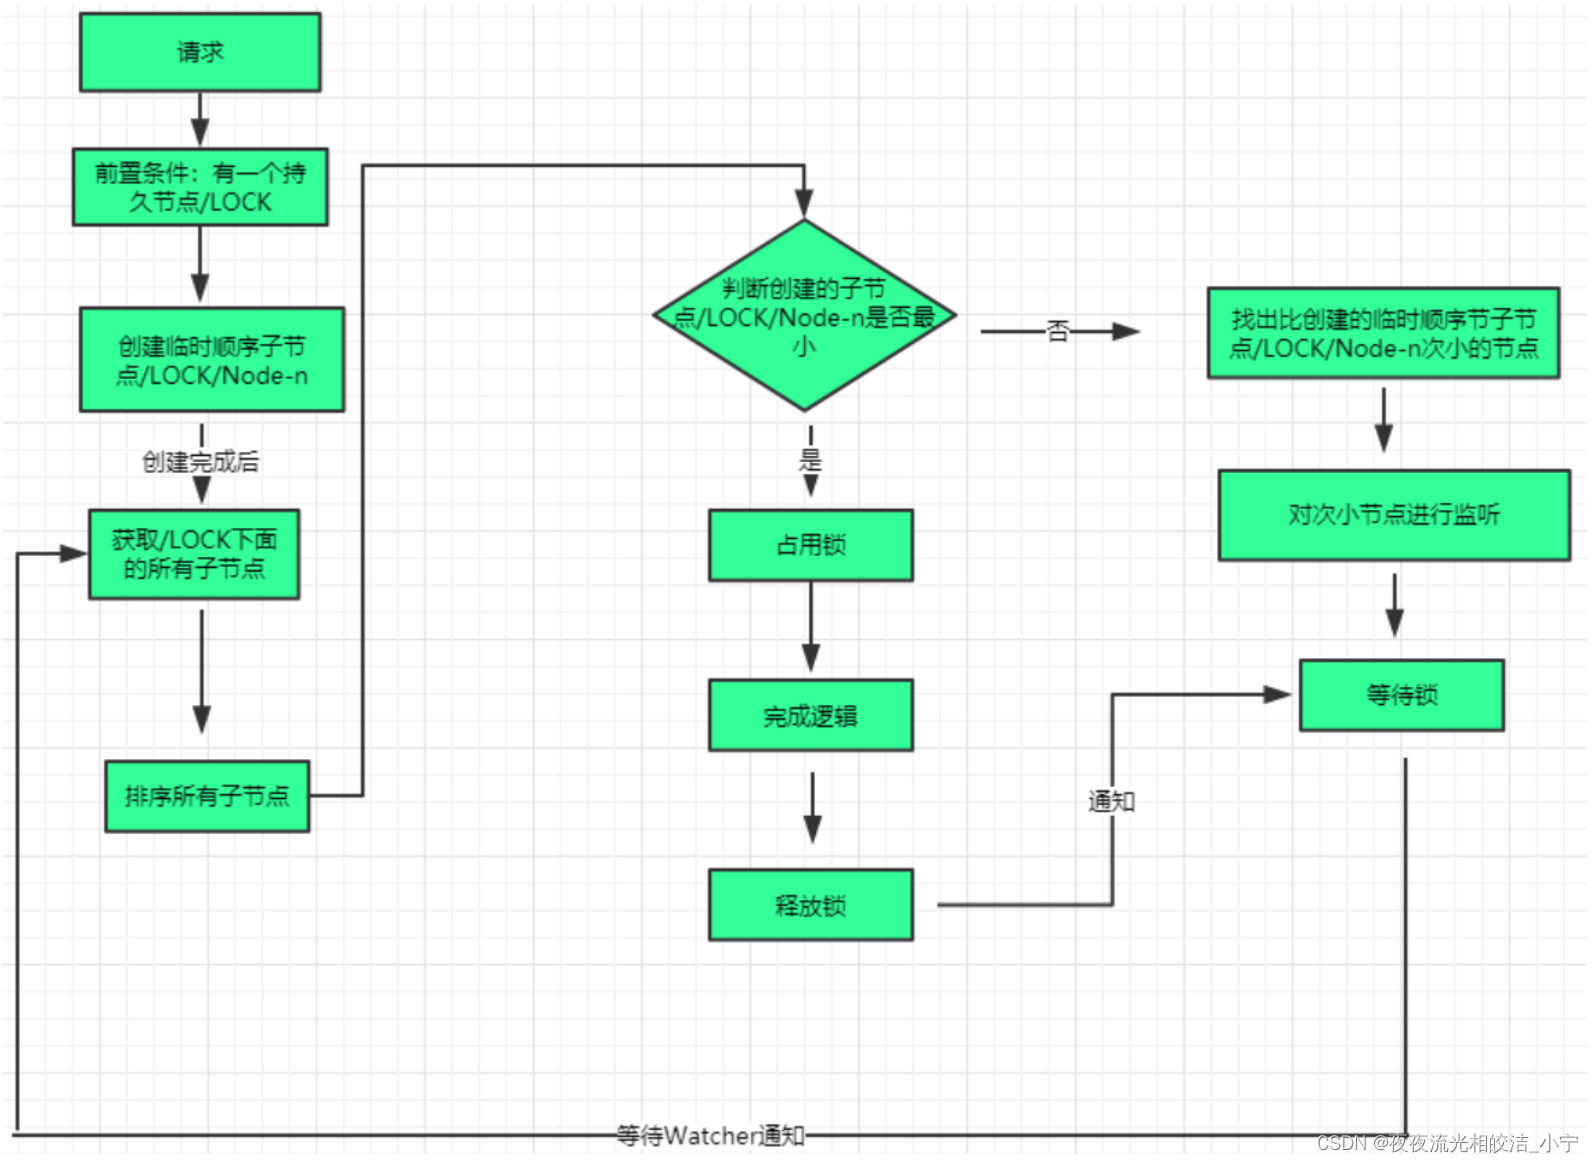 请求
前置条件：有一个持
久节点/LOCK
创建临时顺序子节
点/LOCK/Node-n
创建完成后
获取/LOCK下面
的所有子节点
排序所有子节点
判断创建的子节
点/LOCK/Node-n是否最
小
否
是
占用锁
完成逻辑
释放锁
通知
找出比创建的临时顺序节子节
点/LOCK/Node-n次小的节点
对次小节点进行监听
等待锁
等待Watcher通知
CSDN @夜夜流光相皎洁_小宁